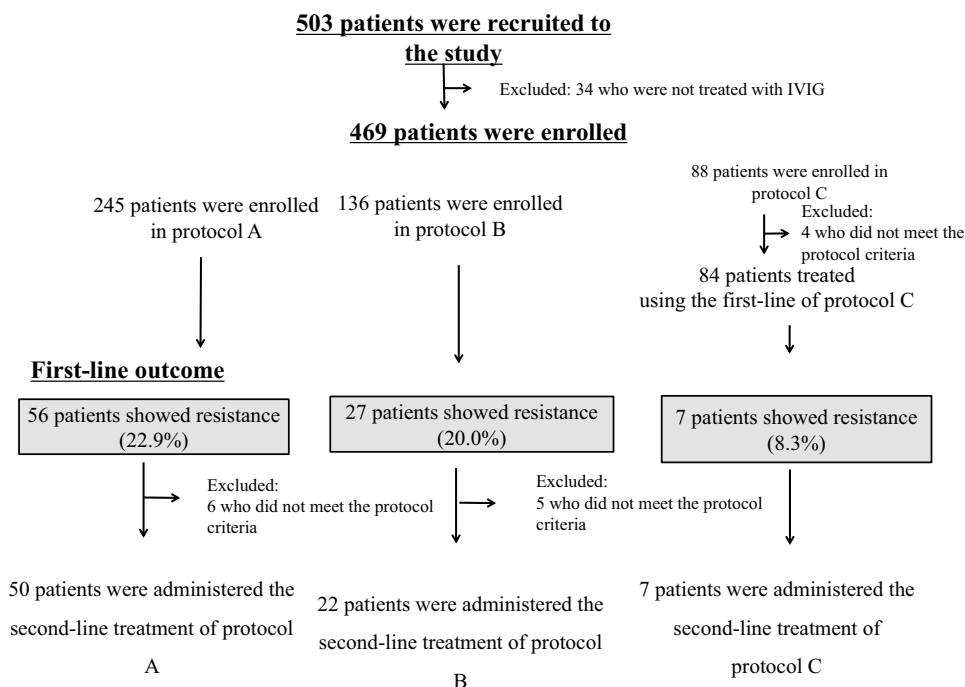 503 patients were recruited to
the study
Excluded: 34 who were not treated with IVIG
469 patients were enrolled
245 patients were enrolled
in protocol A
136 patients were enrolled
in protocol B
88 patients were enrolled in
protocol C
Excluded:
4 who did not meet the
protocol criteria
84 patients treated
using the first-line of protocol C
First-line outcome
56 patients showed resistance
(22.9%)
27 patients showed resistance
(20.0%)
7 patients showed resistance
(8.3%)
Excluded:
6 who did not meet the protocol
criteria
Excluded:
5 who did not meet the protocol
criteria
50 patients were administered the
second-line treatment of protocol
A
22 patients were administered the
second-line treatment of protocol
B
7 patients were administered the
second-line treatment of
protocol C